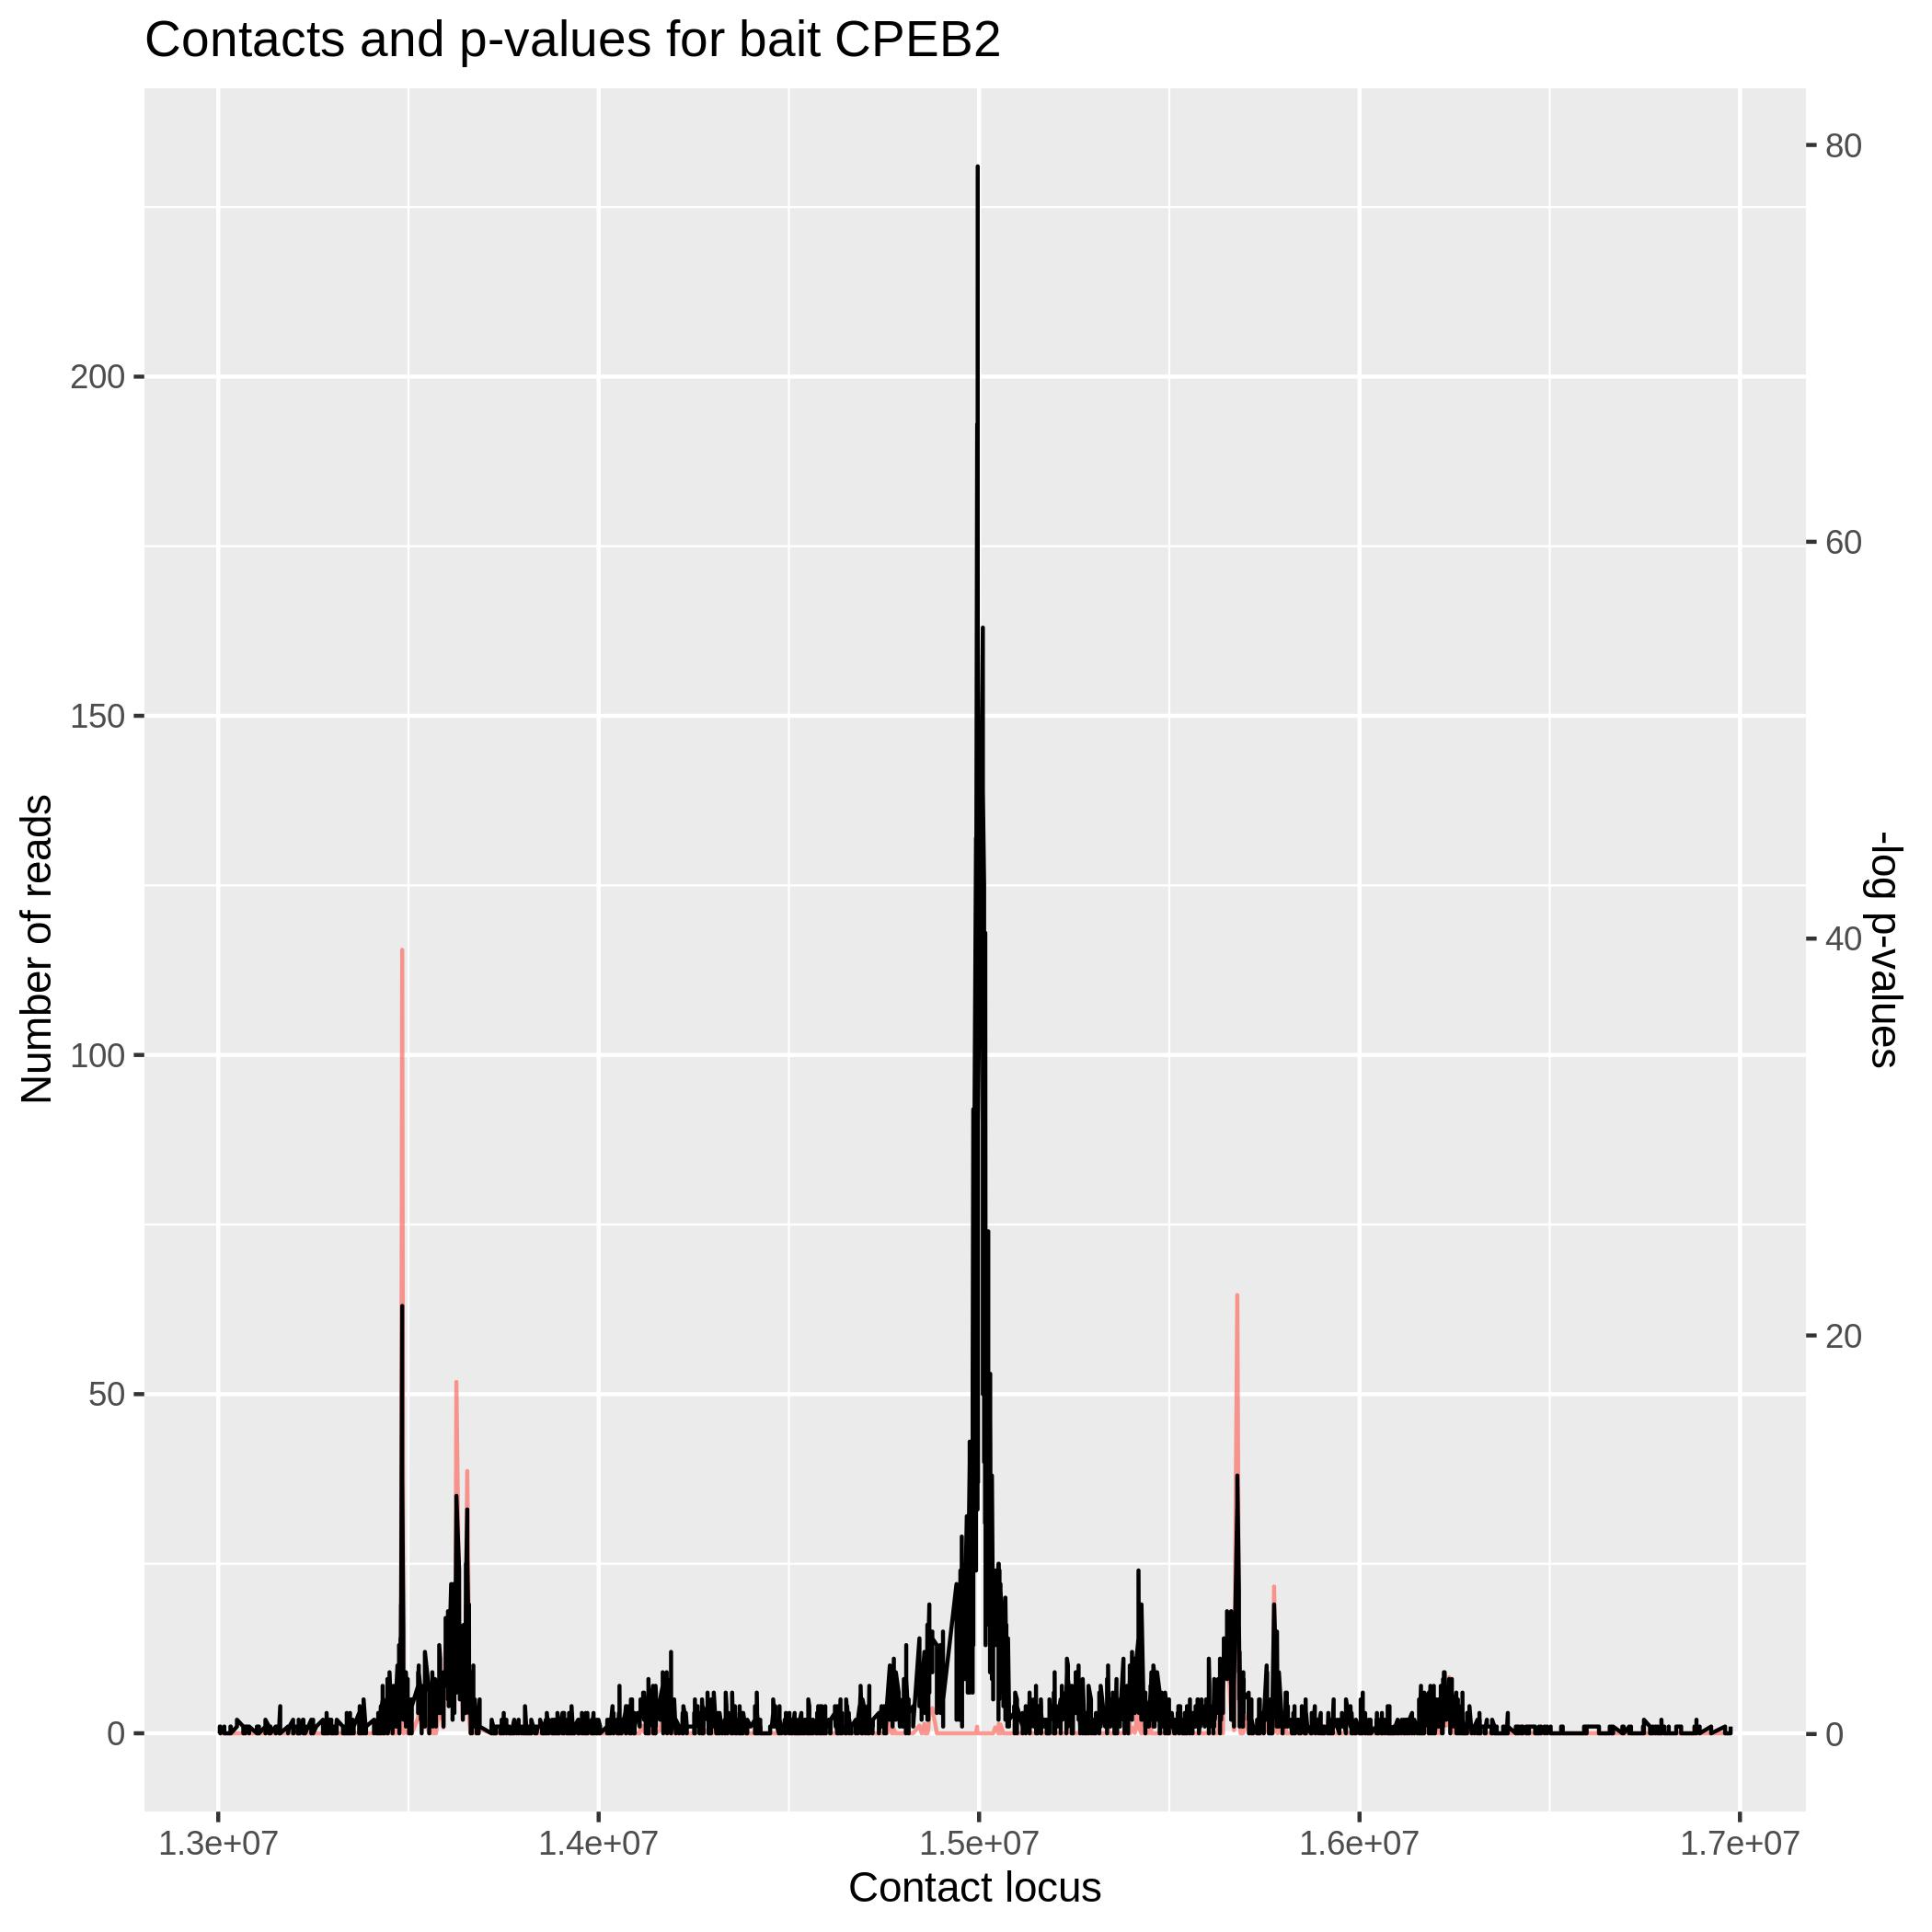 Contacts and p-values for bait CPEB2
Number of reads
200
150
100
50
0
80
60
40
20
0
-log p-values
1.3e+07
1.4e+07
1.5e+07
1.6e+07
1.7e+07
Contact locus